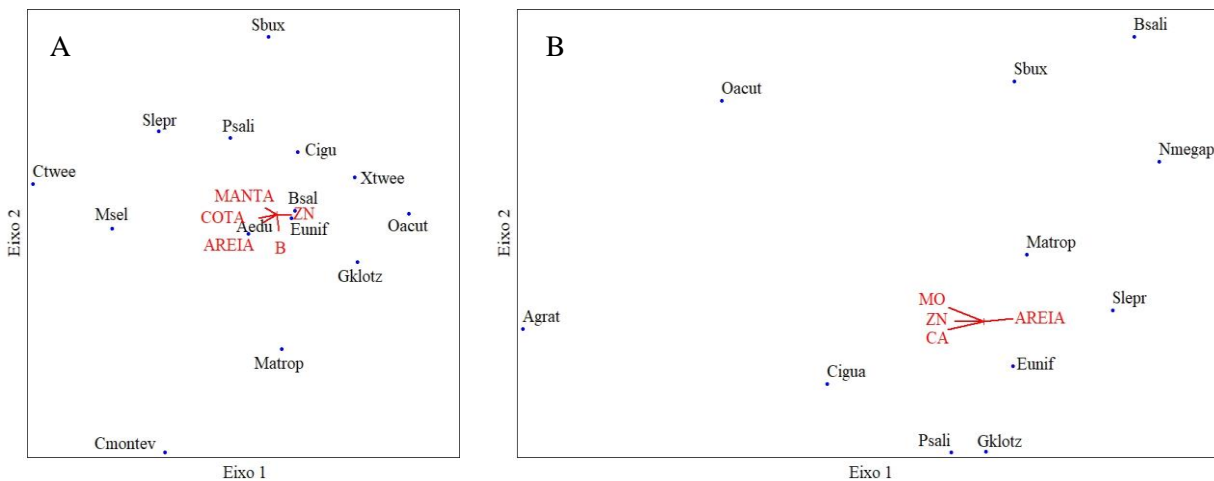 A
Sbux
Slepr
Psali
Cigu
Ctwee
Xtwee
MANTA
Bsal
ZN
Msel
COTA
Aedu
Eunif
Oacut
AREIA
B
Gklotz
Matrop
Cmontev
Eixo 2
Eixo 1
B
Bsali
Sbux
Oacut
Nmegap
Matrop
MO
Slepr
ZN
AREIA
CA
Agrat
Eunif
Cigua
Psali
Gklotz
Eixo 2
Eixo 1